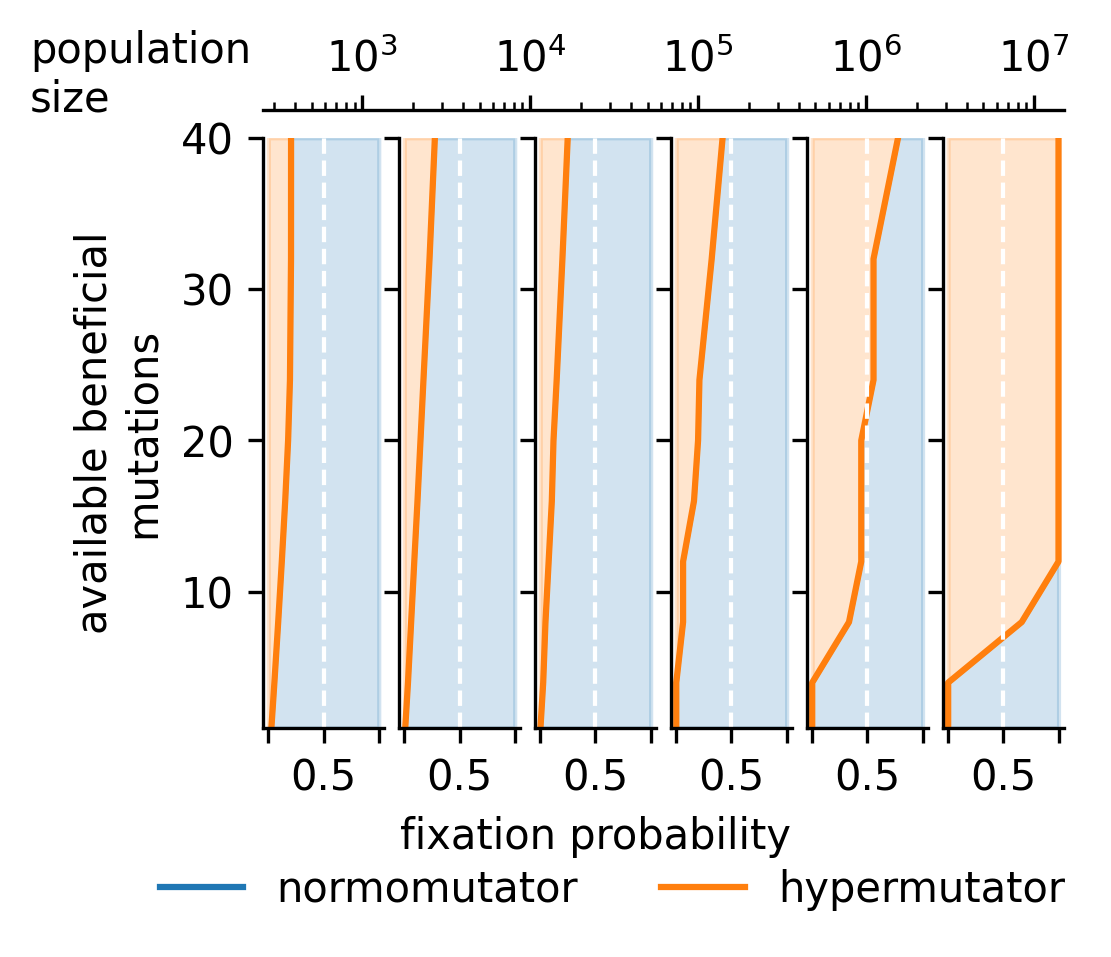 population
size
10³ 10⁴ 10⁵ 10⁶ 10⁷
40
30
20
10
available beneficial
mutations
0.5 0.5 0.5 0.5 0.5 0.5
fixation probability
normomutator hypermutator